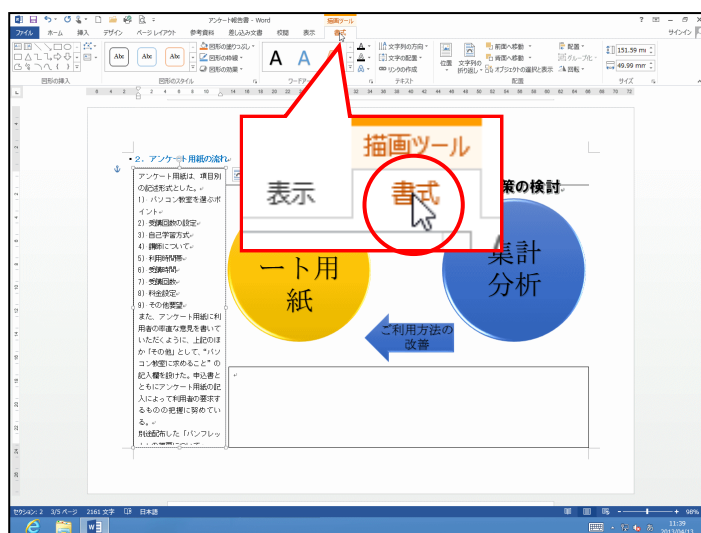 アンケート報告書 - Word
描画ツール
サインイン
ファイル ホーム 挿入 デザイン ページ レイアウト 参考資料 差し込み文書 校閲 表示 書式
Abc Abc Abc
図形の塗りつぶし
図形の枠線
図形の効果
A A
文字列の方向
文字の配置
リンクの作成
位置 文字列の折り返し
前面へ移動
背面へ移動
オブジェクトの選択と表示
配置
グループ化
回転
151.59 mi
49.99 mm
図形の挿入 図形のスタイル テキスト 配置 サイズ
描画ツール
表示 書式
2. アンケート用紙の流れ
策の検討
アンケート用紙は、項目別
の記述形式とした。
1) パソコン教室を選ぶポ
イント
2) 受講回数の設定
3) 自己学習方式
4) 講師について
5) 利用時間帯
6) 受講時間
7) 受講回数
8) 料金設定
9) その他要望
また、アンケート用紙に利
用者の率直な意見を書いて
いただくように、上記のほ
か「その他」として、“パソ
コン教室に求めること”の
記入欄を設けた。申込書と
ともにアンケート用紙の記
入によって利用者の要求す
るものの把握に努めてい
る。
別途配布した「パンフレッ
ート用
紙
集計
分析
ご利用方法の
改善
セクション: 2 3/5 ページ 2161 文字 日本語
98%
11:39
2013/04/13